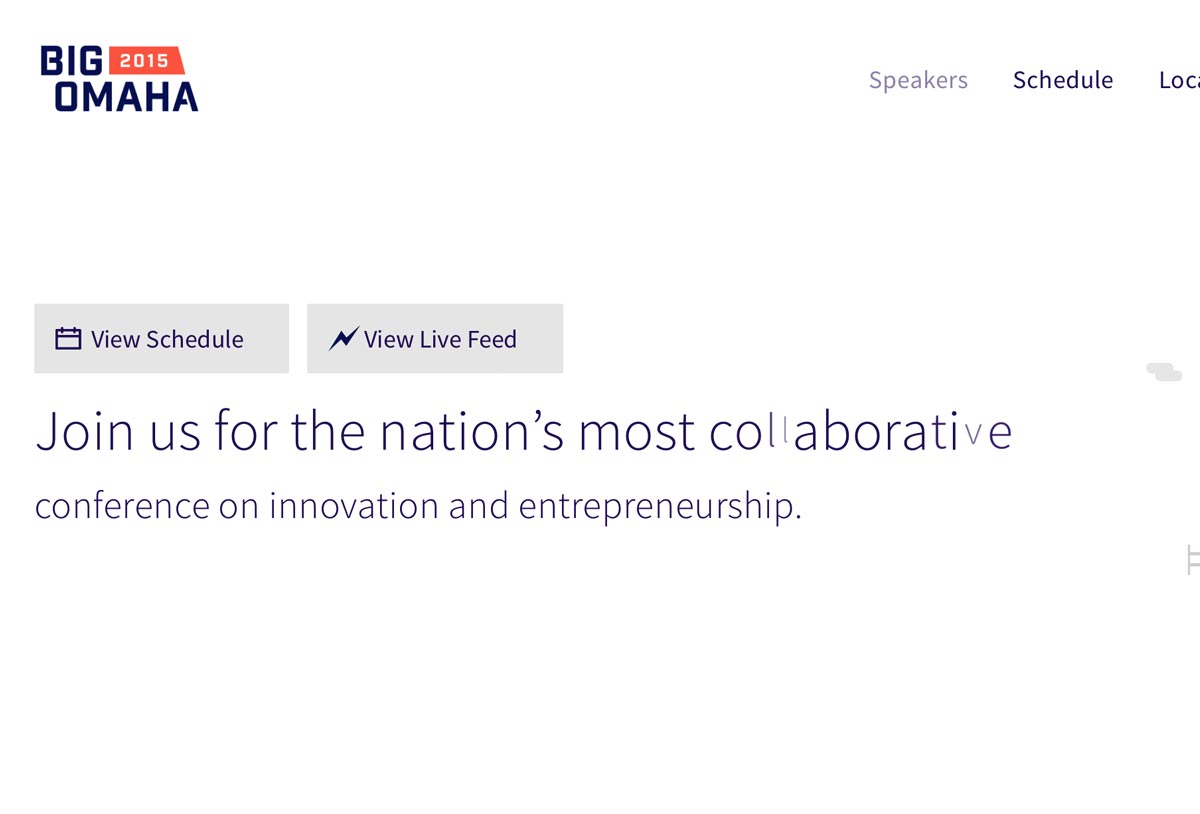 BIG 2015
OMAHA
Speakers Schedule
View Schedule View Live Feed
Join us for the nation’s most collaborative
conference on innovation and entrepreneurship.